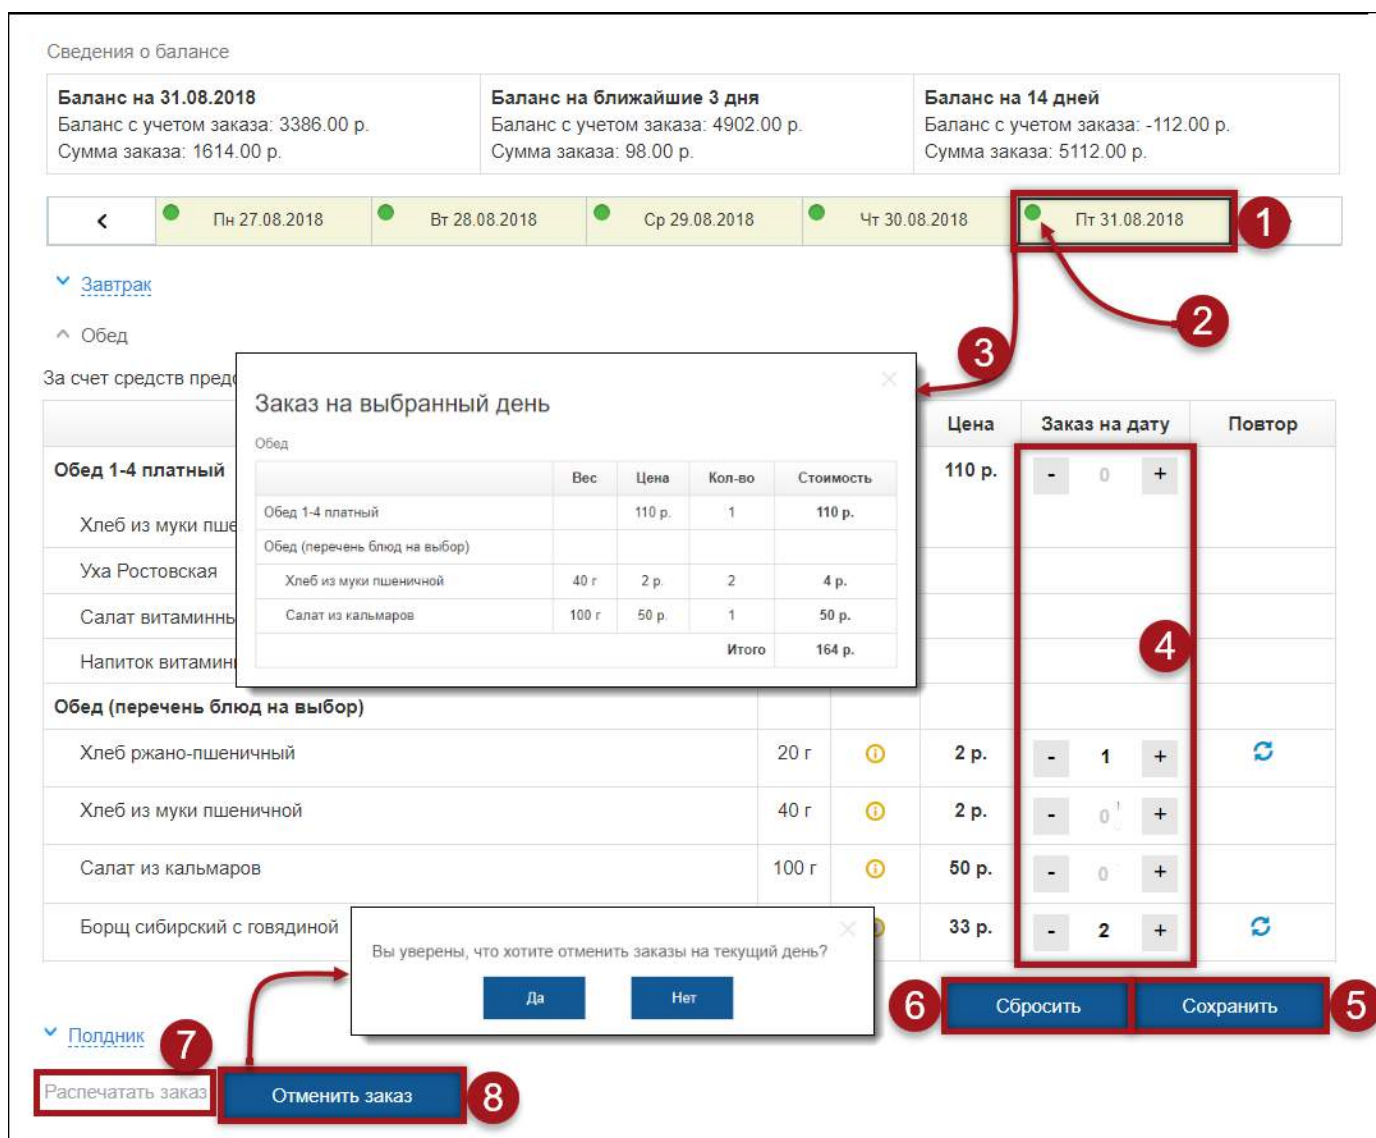 Сведения о балансе
Баланс на 31.08.2018 Баланс на ближайшие 3 дня Баланс на 14 дней
Баланс с учетом заказа: 3386.00 р. Баланс с учетом заказа: 4902.00 р. Баланс с учетом заказа: -112.00 р.
Сумма заказа: 1614.00 р. Сумма заказа: 98.00 р. Сумма заказа: 5112.00 р.
Пн 27.08.2018 Вт 28.08.2018 Ср 29.08.2018 Чт 30.08.2018 Пт 31.08.2018 1
Завтрак
2
Обед
3
За счет средств
Заказ на выбранный день
Обед
Вес Цена Кол-во Стоимость
Обед 1-4 платный 110 р. 1 110 р.
Обед (перечень блюд на выбор)
Хлеб из муки пшеничной 40 г 2 р. 2 4 р.
Салат из кальмаров 100 г 50 р. 1 50 р.
Итого 164 р.
Цена Заказ на дату Повтор
Обед 1-4 платный 110 р. - 0 +
Хлеб из муки пше
Уха Ростовская
Салат витаминны
4
Напиток витамин
Обед (перечень блюд на выбор)
Хлеб ржано-пшеничный 20 г 2 р. - 1 +
Хлеб из муки пшеничной 40 г 2 р. - 0 +
Салат из кальмаров 100 г 50 р. - 0 +
Борщ сибирский с говядиной 33 р. - 2 +
Вы уверены, что хотите отменить заказы на текущий день?
Да Нет
6 Сбросить Сохранить 5
Полдник
7
Распечатать заказ Отменить заказ 8